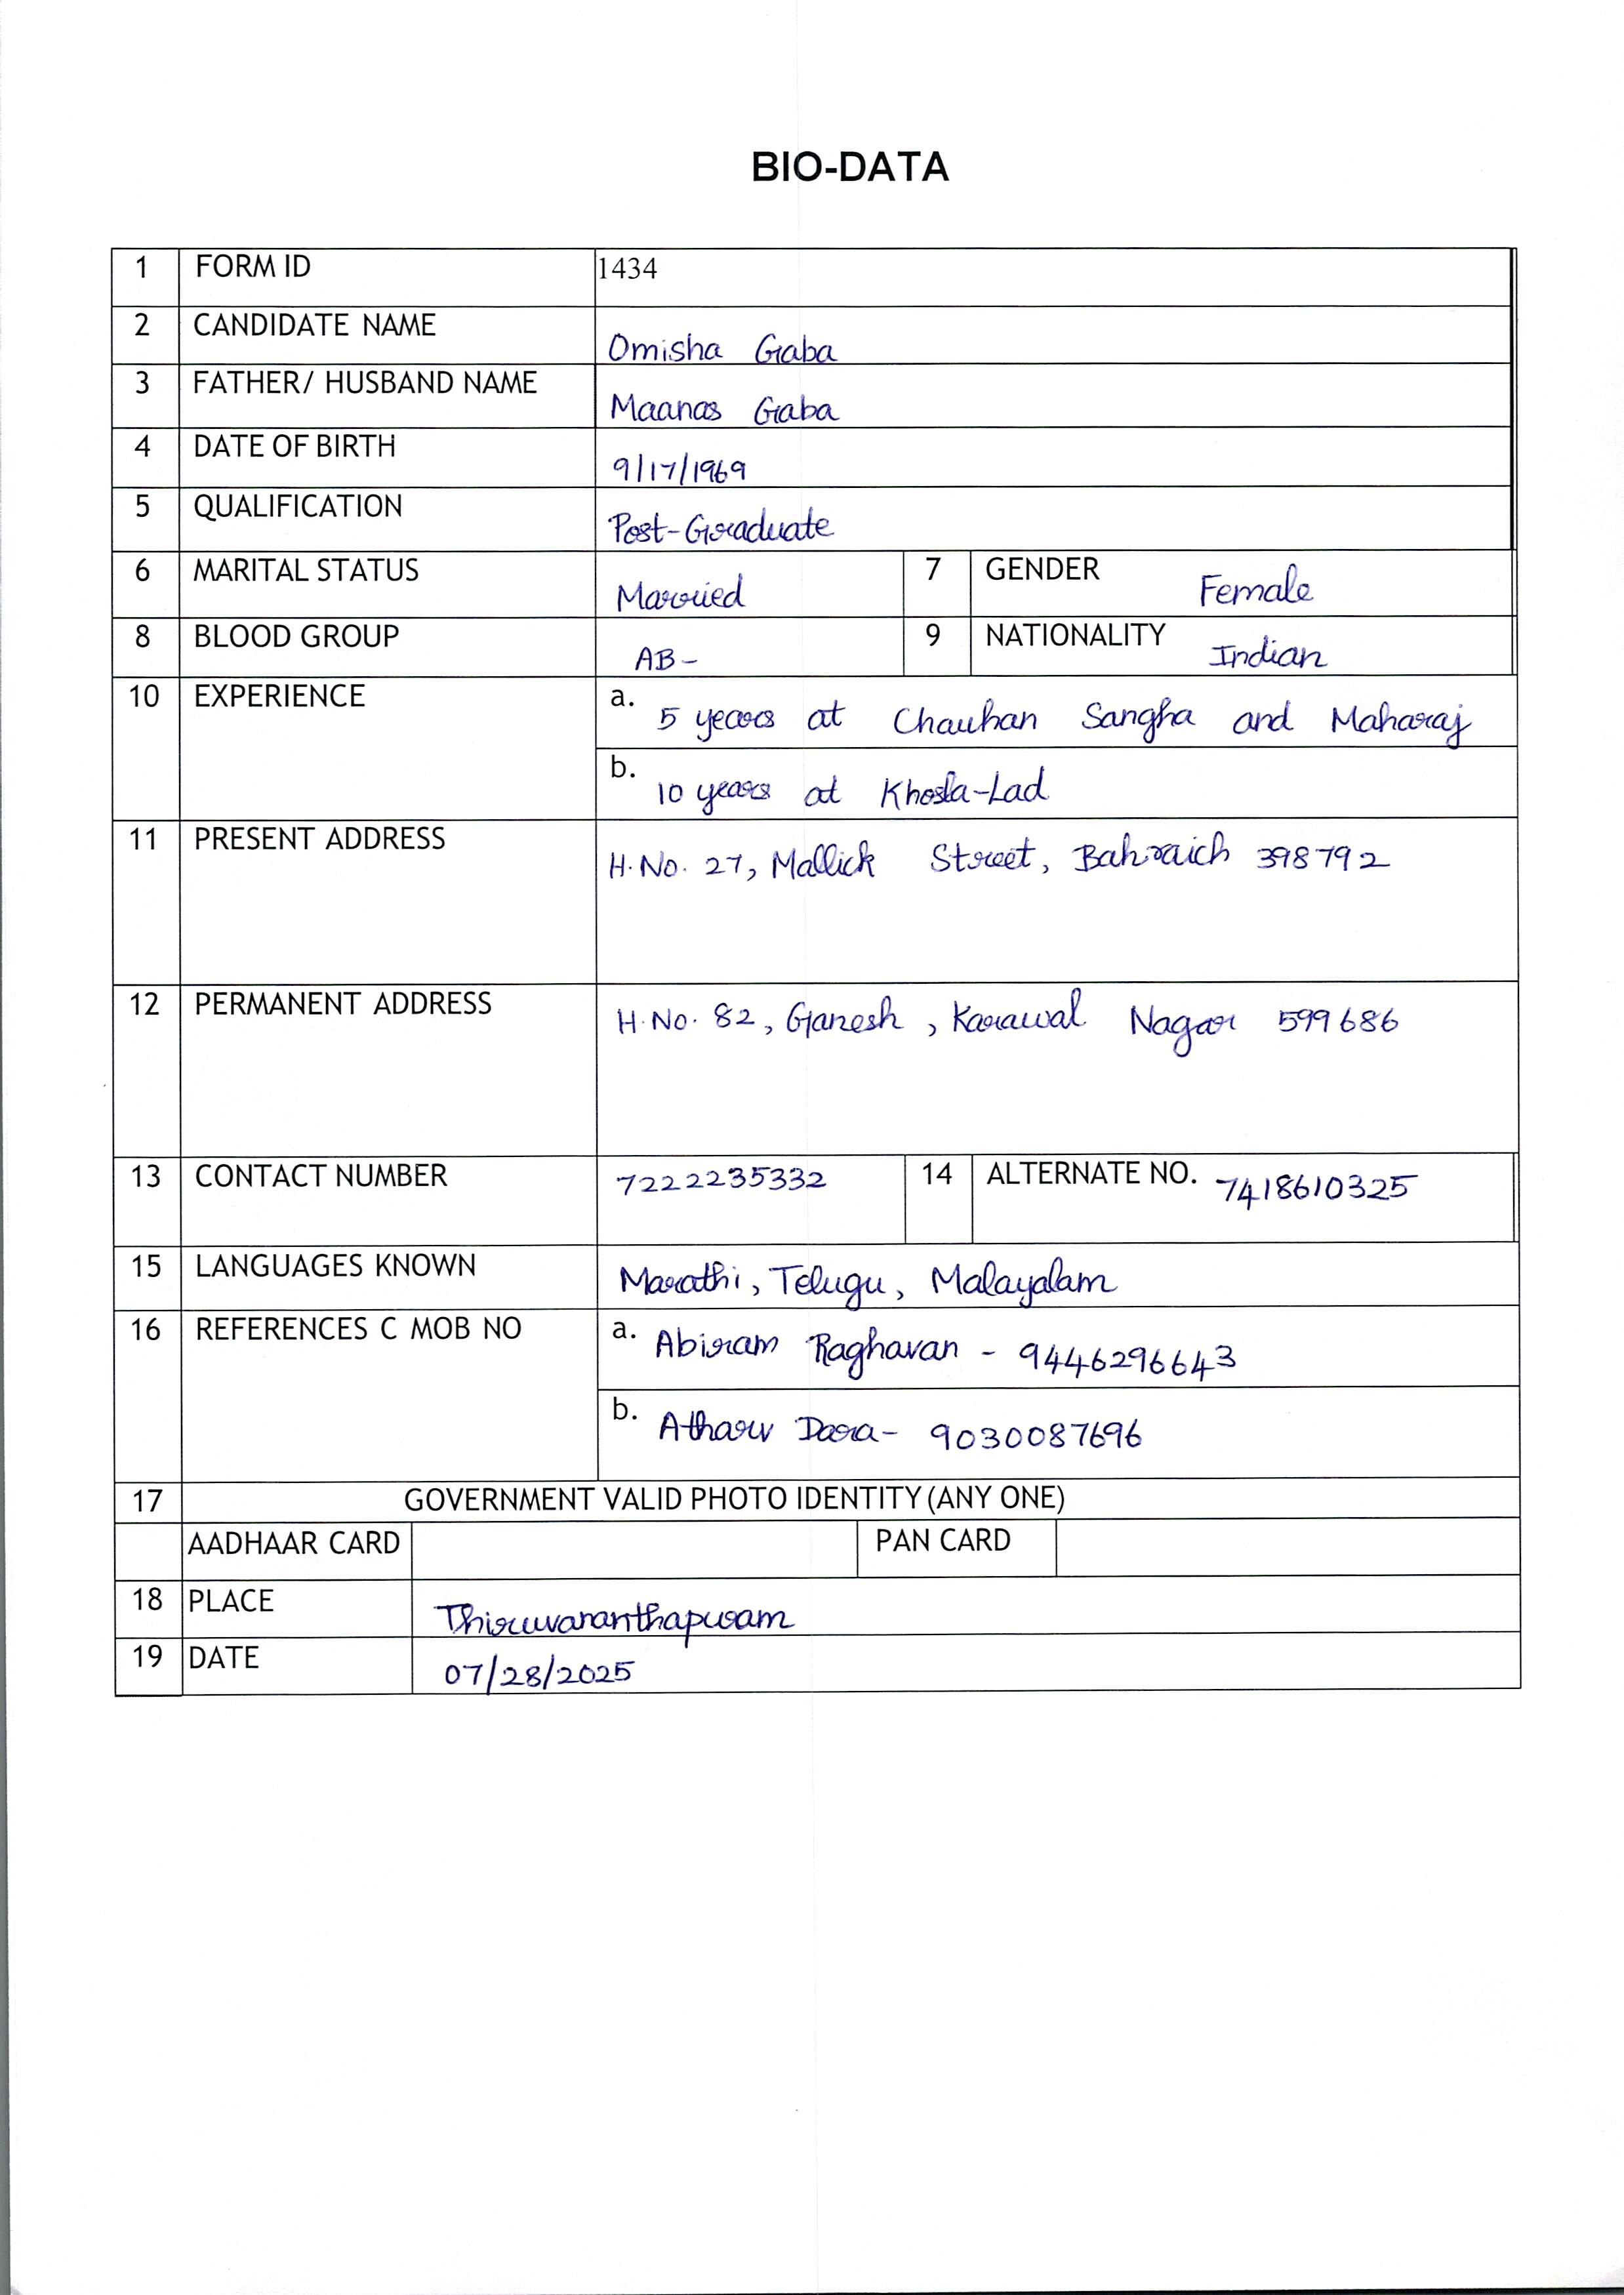 BIO-DATA
1 FORM ID 1434
2 CANDIDATE NAME Omisha Gaba
3 FATHER/ HUSBAND NAME Maanas Gaba
4 DATE OF BIRTH 9/17/1969
5 QUALIFICATION Post-Graduate
6 MARITAL STATUS Married 7 GENDER Female
8 BLOOD GROUP AB- 9 NATIONALITY Indian
10 EXPERIENCE a. 5 years at Chauhan Sangha and Maharaj
b. 10 years at Khosla-Lad
11 PRESENT ADDRESS H.No. 27, Mallick Street, Bahraich 398792
12 PERMANENT ADDRESS H.No. 82, Ganesh, Karawal Nagar 599686
13 CONTACT NUMBER 7222235332 14 ALTERNATE NO. 7418610325
15 LANGUAGES KNOWN Marathi, Telugu, Malayalam
16 REFERENCES C MOB NO a. Abiram Raghavan - 9446296643
b. Atharv Dara- 9030087696
17 GOVERNMENT VALID PHOTO IDENTITY (ANY ONE)
AADHAAR CARD PAN CARD
18 PLACE Thiruvananthapuram
19 DATE 07/28/2025